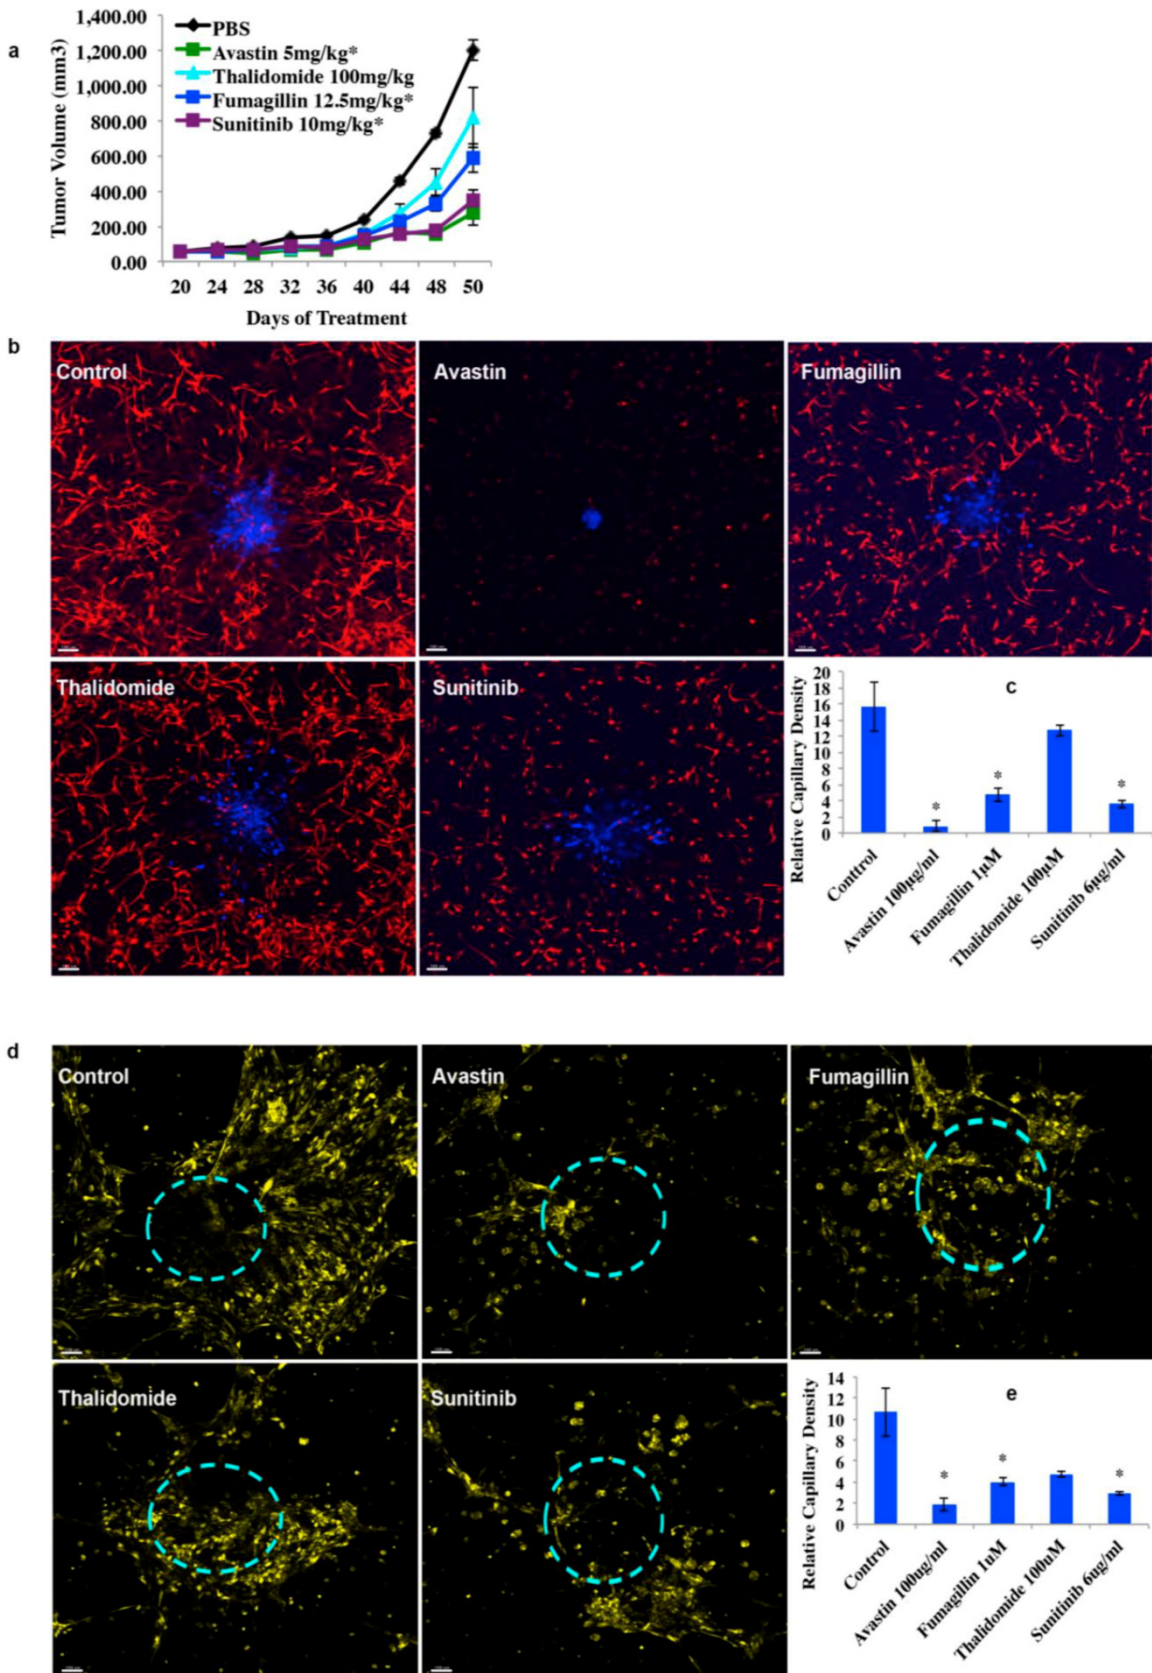 a
1,400.00
1,200.00
1,000.00
800.00
600.00
400.00
200.00
0.00
Tumor Volume (mm3)
PBS
Avastin 5mg/kg*
Thalidomide 100mg/kg
Fumagillin 12.5mg/kg*
Sunitinib 10mg/kg*
20 24 28 32 36 40 44 48 50
Days of Treatment
b
Control
Avastin
Fumagillin
Thalidomide
Sunitinib
c
20
18
16
14
12
10
8
6
4
2
0
Relative Capillary Density
*
*
*
Contrrol
Avastin 100µg/ml
Fumagillin 1µM
Thalidomide 100µM
Sunitinib 6µg/ml
d
Control
Avastin
Fumagillin
Thalidomide
Sunitinib
e
14
12
10
8
6
4
2
0
Relative Capillary Density
*
*
*
Control
Avastin 100ug/ml
Fumagillin 1uM
Thalidomide 100uM
Sunitinib 6ug/ml